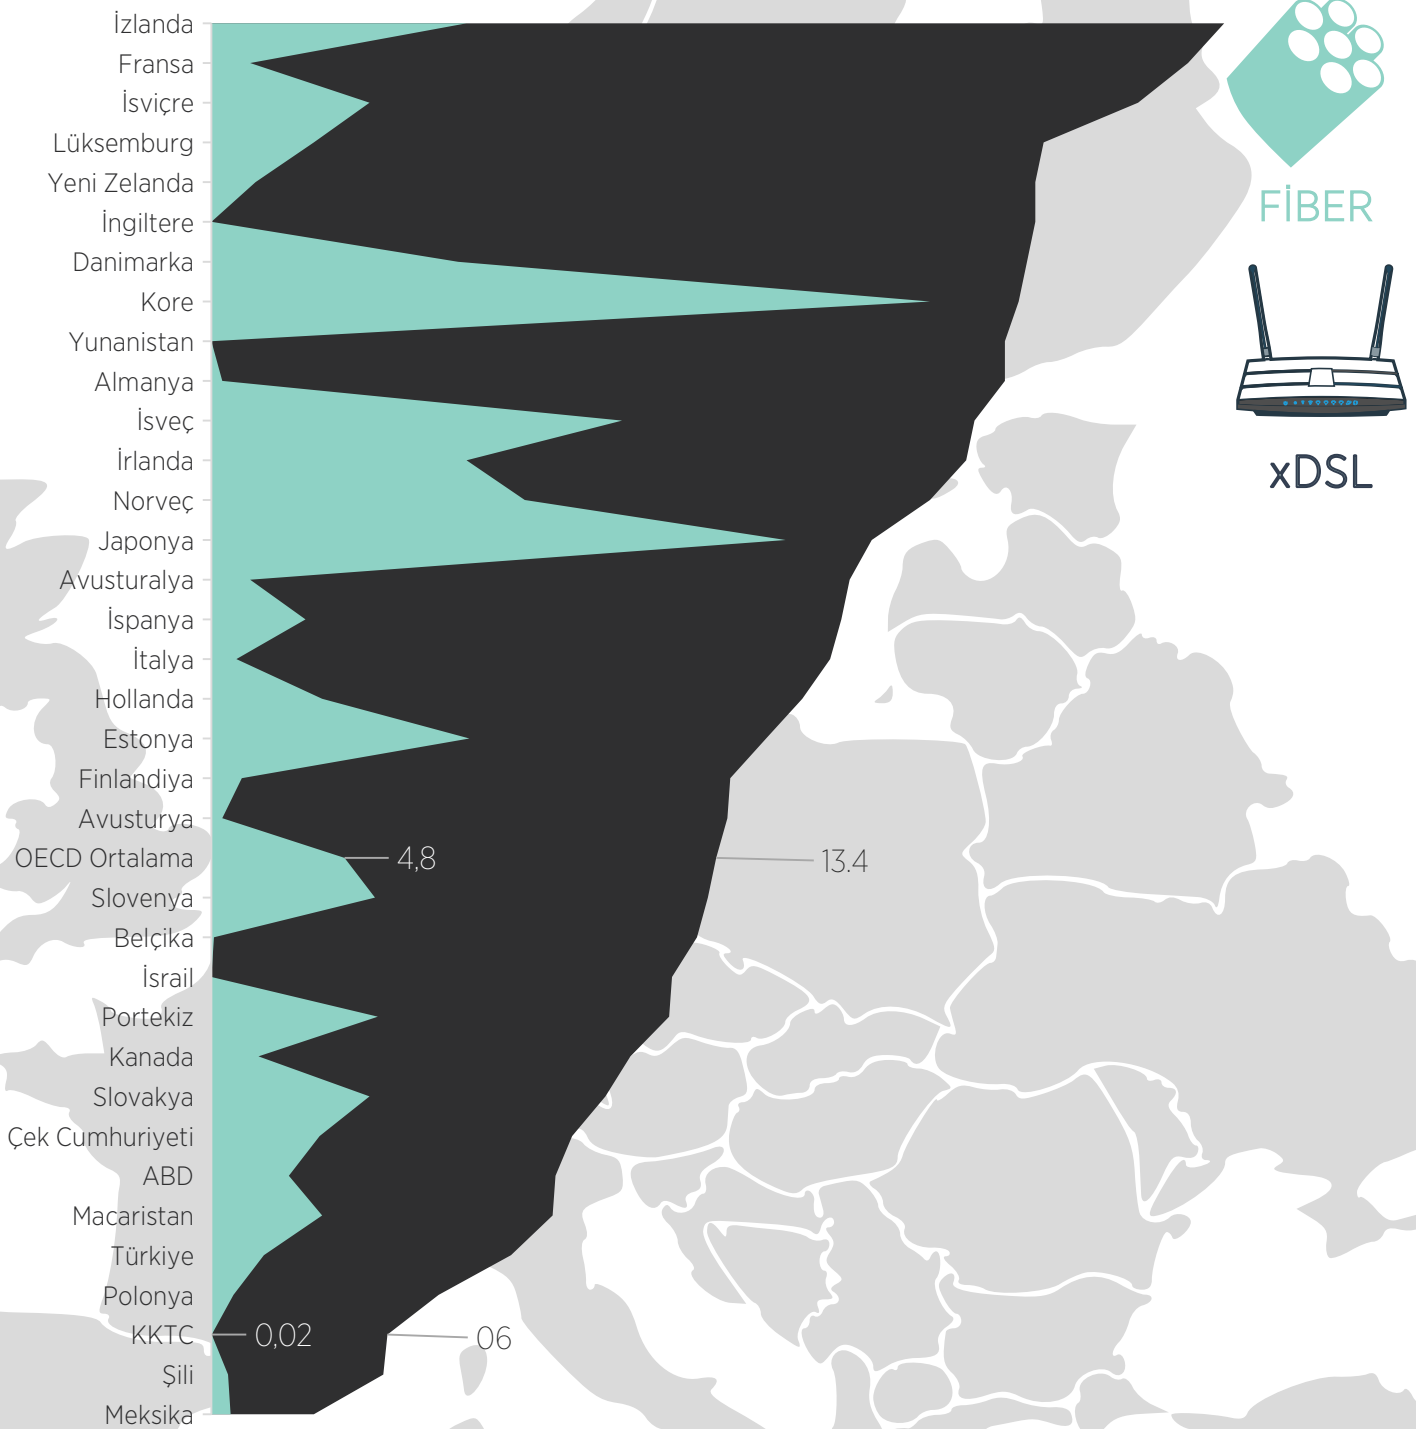 İzlanda
Fransa
İsviçre
Lüksemburg
Yeni Zelanda
İngiltere
Danimarka
Kore
Yunanistan
Almanya
İsveç
İrlanda
Norveç
Japonya
Avusturalya
İspanya
İtalya
Hollanda
Estonya
Finlandiya
Avusturya
OECD Ortalama 4,8 13.4
Slovenya
Belçika
İsrail
Portekiz
Kanada
Slovakya
Çek Cumhuriyeti
ABD
Macaristan
Türkiye
Polonya
KKTC 0,02 06
Şili
Meksika
FİBER
xDSL